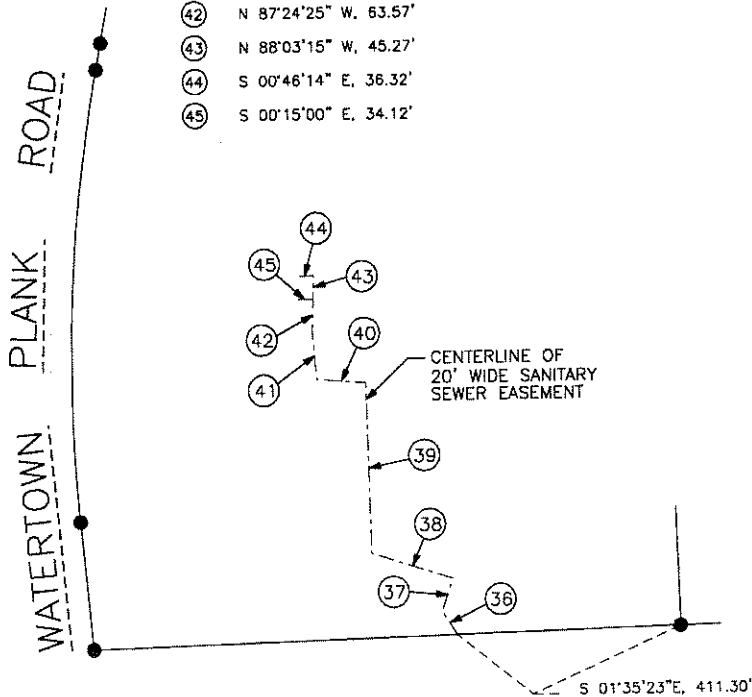 42 N 87°24'25" W, 63.57'
43 N 88°03'15" W, 45.27'
44 S 00°46'14" E, 36.32'
45 S 00°15'00" E, 34.12'
WATERTOWN PLANK ROAD
44
45
43
42
40
41
CENTERLINE OF
20' WIDE SANITARY
SEWER EASEMENT
39
38
37
36
S 01°35'23"E, 411.30'